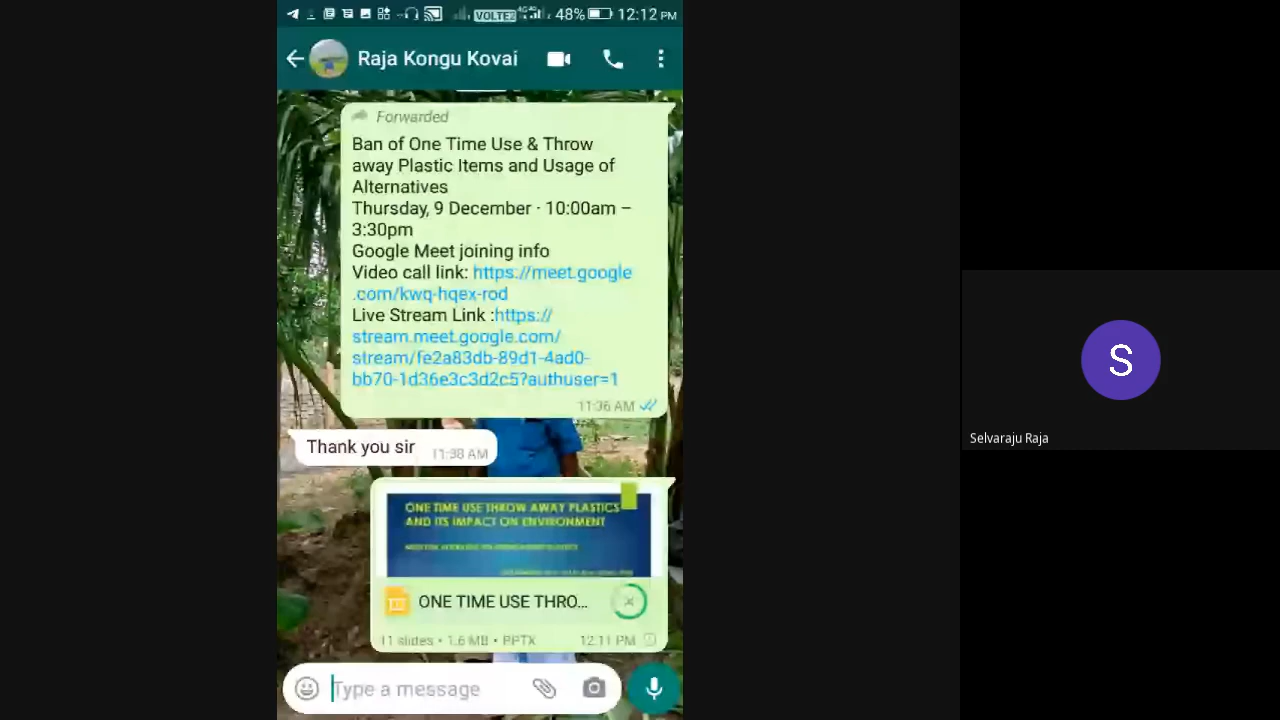 VOLTE2 4G 48% 12:12 PM
Raja Kongu Kovai
Forwarded
Ban of One Time Use & Throw
away Plastic Items and Usage of
Alternatives
Thursday, 9 December · 10:00am –
3:30pm
Google Meet joining info
Video call link: https://meet.google
.com/kwq-hqex-rod
Live Stream Link :https://
stream.meet.google.com/
stream/fe2a83db-89d1-4ad0-
bb70-1d36e3c3d2c5?authuser=1
11:36 AM
Thank you sir 11:38 AM
ONE TIME USE THROW AWAY PLASTICS
AND ITS IMPACT ON ENVIRONMENT
ONE TIME USE THRO...
11 slides • 1.6 MB • PPTX 12:11 PM
Type a message
S
Selvaraju Raja